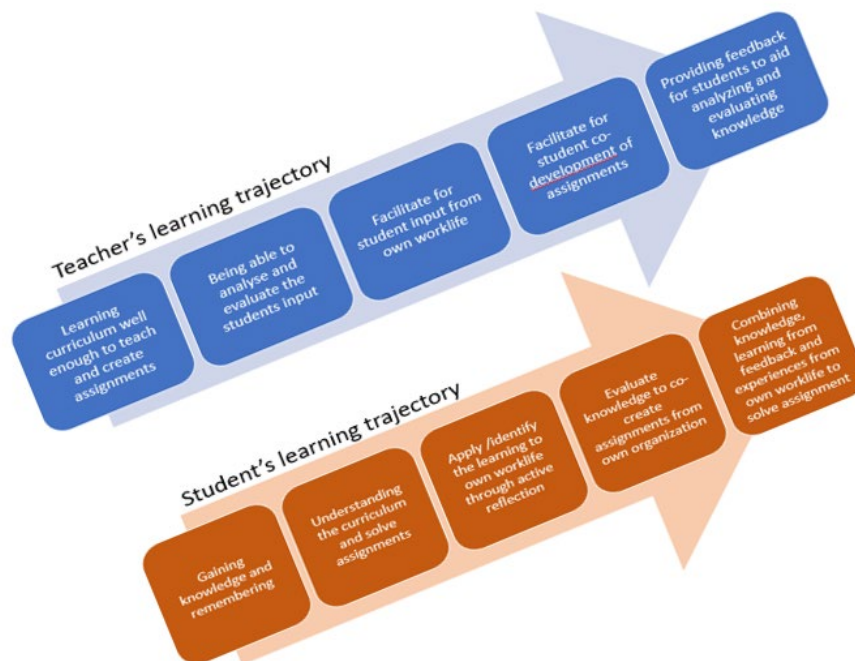 Teacher's learning trajectory
Learning
curriculum well
enough to teach
and create
assignments
Being able to
analyse and
evaluate the
students input
Facilitate for
student input from
own worklife
Facilitate for
student co-
development of
assignments
Providing feedback
for students to aid
analyzing and
evaluating
knowledge
Student's learning trajectory
Gaining
knowledge and
remembering
Understanding
the curriculum
and solve
assignments
Apply /identify
the learning to
own worklife
through active
reflection
Evaluate
knowledge to co-
create
assignments from
own organization
Combining
knowledge,
learning from
feedback and
experiences from
own worklife to
solve assignment